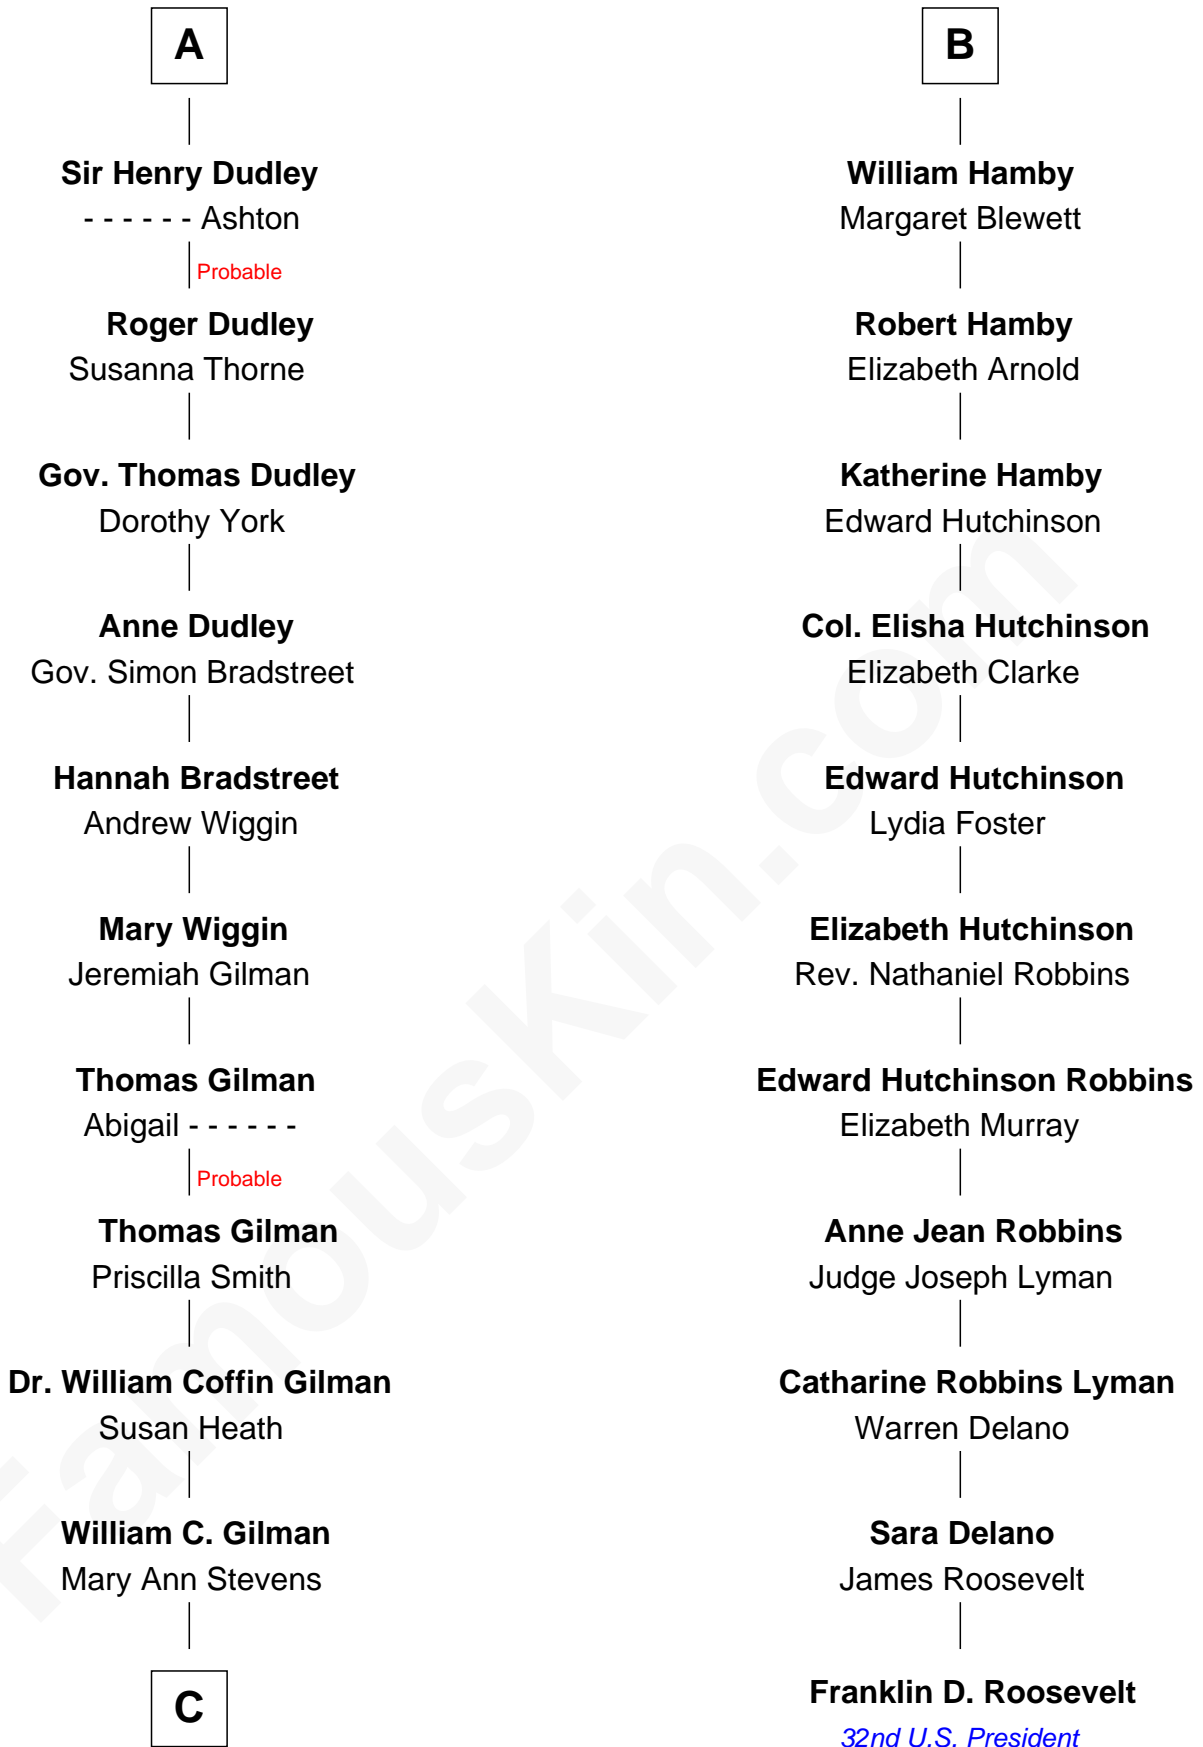 A
Sir Henry Dudley
- - - - - - Ashton
Probable
Roger Dudley
Susanna Thorne
Gov. Thomas Dudley
Dorothy York
Anne Dudley
Gov. Simon Bradstreet
Hannah Bradstreet
Andrew Wiggin
Mary Wiggin
Jeremiah Gilman
Thomas Gilman
Abigail - - - - - -
Probable
Thomas Gilman
Priscilla Smith
Dr. William Coffin Gilman
Susan Heath
William C. Gilman
Mary Ann Stevens
C
B
William Hamby
Margaret Blewett
Robert Hamby
Elizabeth Arnold
Katherine Hamby
Edward Hutchinson
Col. Elisha Hutchinson
Elizabeth Clarke
Edward Hutchinson
Lydia Foster
Elizabeth Hutchinson
Rev. Nathaniel Robbins
Edward Hutchinson Robbins
Elizabeth Murray
Anne Jean Robbins
Judge Joseph Lyman
Catharine Robbins Lyman
Warren Delano
Sara Delano
James Roosevelt
Franklin D. Roosevelt
32nd U.S. President
FamousKin.com